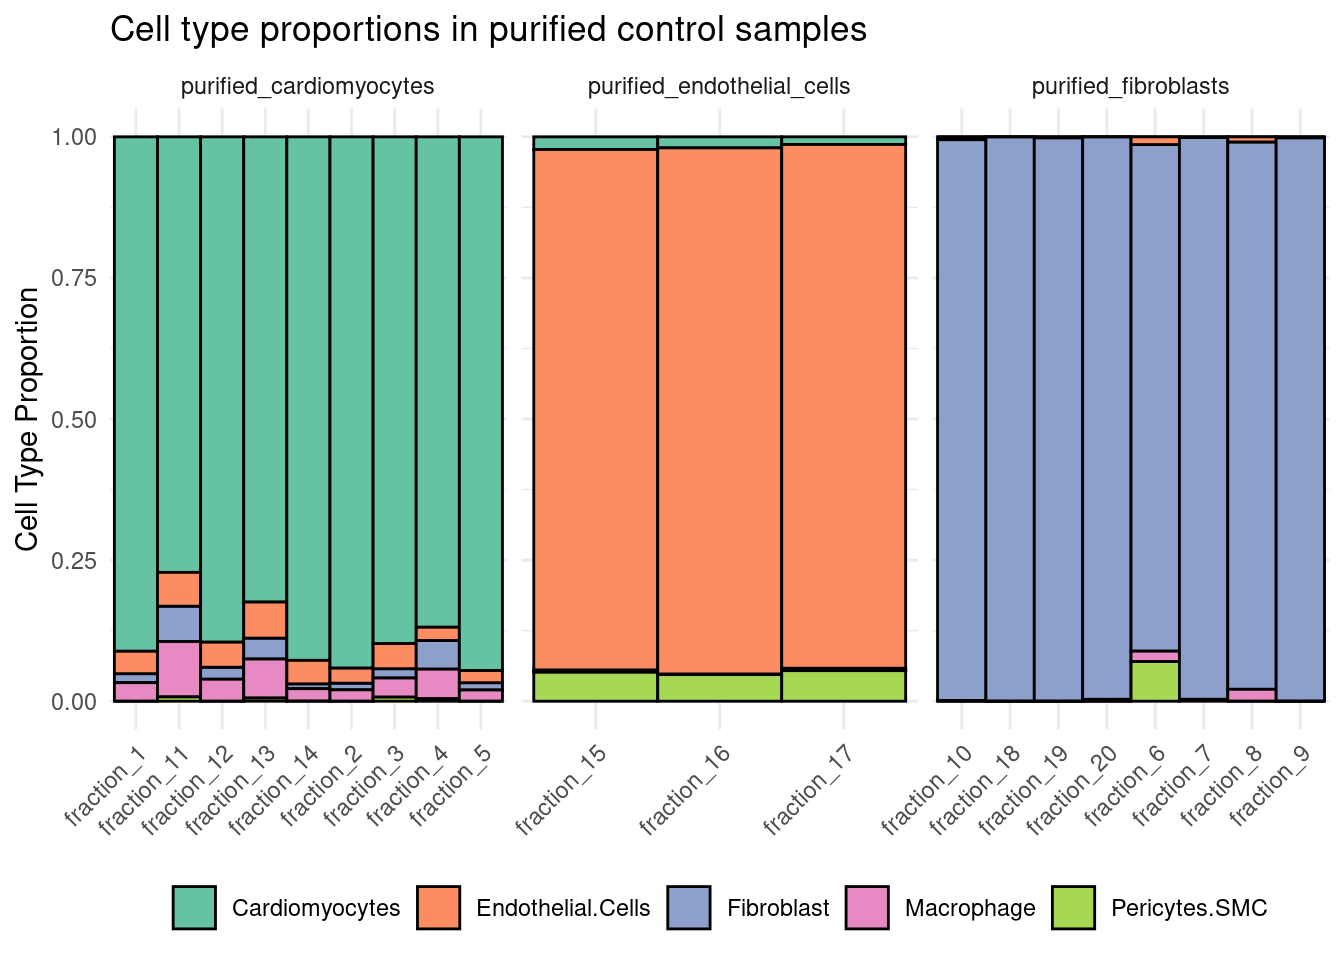 Cell type proportions in purified control samples
purified_cardiomyocytes
purified_endothelial_cells
purified_fibroblasts
Cell Type Proportion
1.00
0.75
0.50
0.25
0.00
fraction_1
fraction_11
fraction_12
fraction_13
fraction_14
fraction_2
fraction_3
fraction_4
fraction_5
fraction_15
fraction_16
fraction_17
fraction_10
fraction_18
fraction_19
fraction_20
fraction_6
fraction_7
fraction_8
fraction_9
Cardiomyocytes
Endothelial.Cells
Fibroblast
Macrophage
Pericytes.SMC